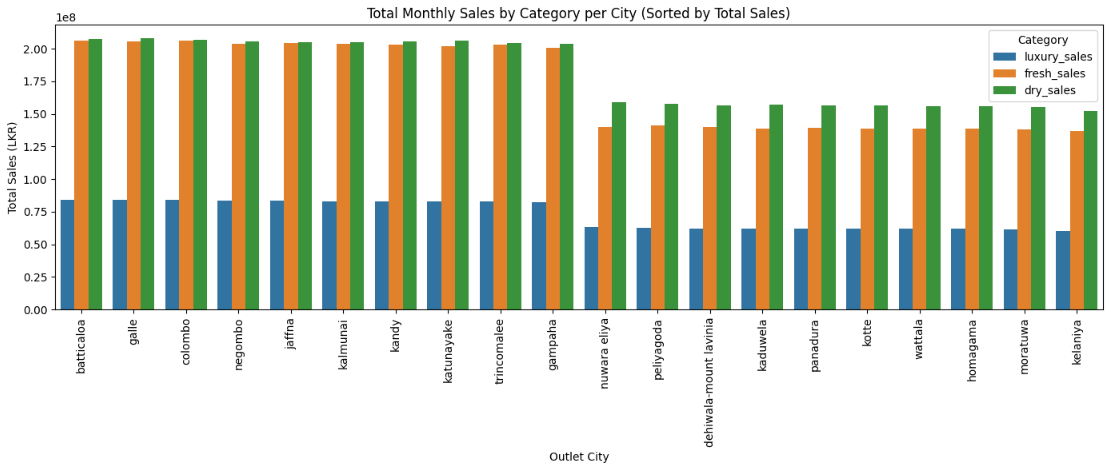 Total Monthly Sales by Category per City (Sorted by Total Sales)
1e8
Category
luxury_sales
fresh_sales
dry_sales
Total Sales (LKR)
2.00
1.75
1.50
1.25
1.00
0.75
0.50
0.25
0.00
batticaloa
galle
colombo
negombo
jaffna
kalmunai
kandy
katunayake
trincomalee
gampaha
nuwara eliya
peliyagoda
dehiwala-mount lavinia
kaduwela
panadura
kotte
wattala
homagama
moratuwa
kelaniya
Outlet City